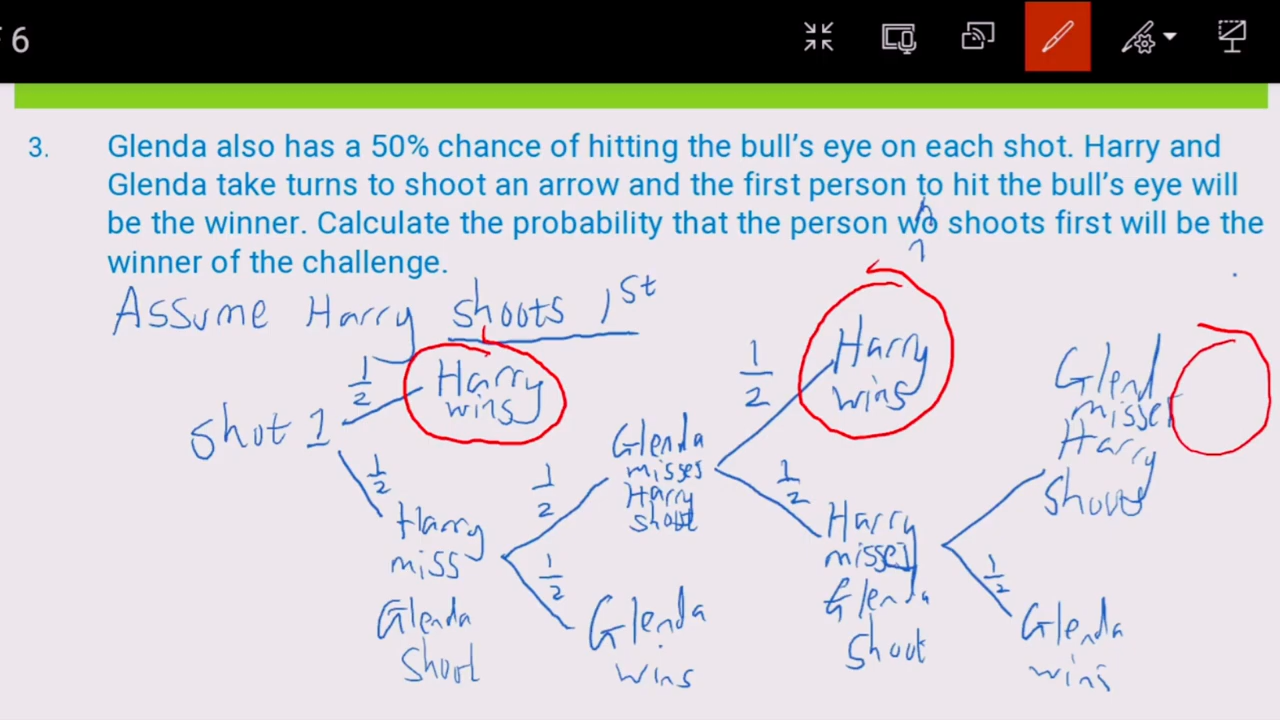 6
3. Glenda also has a 50% chance of hitting the bull's eye on each shot. Harry and
Glenda take turns to shoot an arrow and the first person to hit the bull's eye will
be the winner. Calculate the probability that the person wo shoots first will be the
h
winner of the challenge.
Assume Harry shoots 1st
1/2
Harry
wins
Shot 1
1/2
Harry
miss
Glenda
shoot
1/2
Glenda
misses
Harry
shoot
1/2
Glenda
wins
1/2
Harry
wins
1/2
Harry
misses
Glenda
shoot
Glend
misses
Harry
shoots
1/2
Glenda
wins